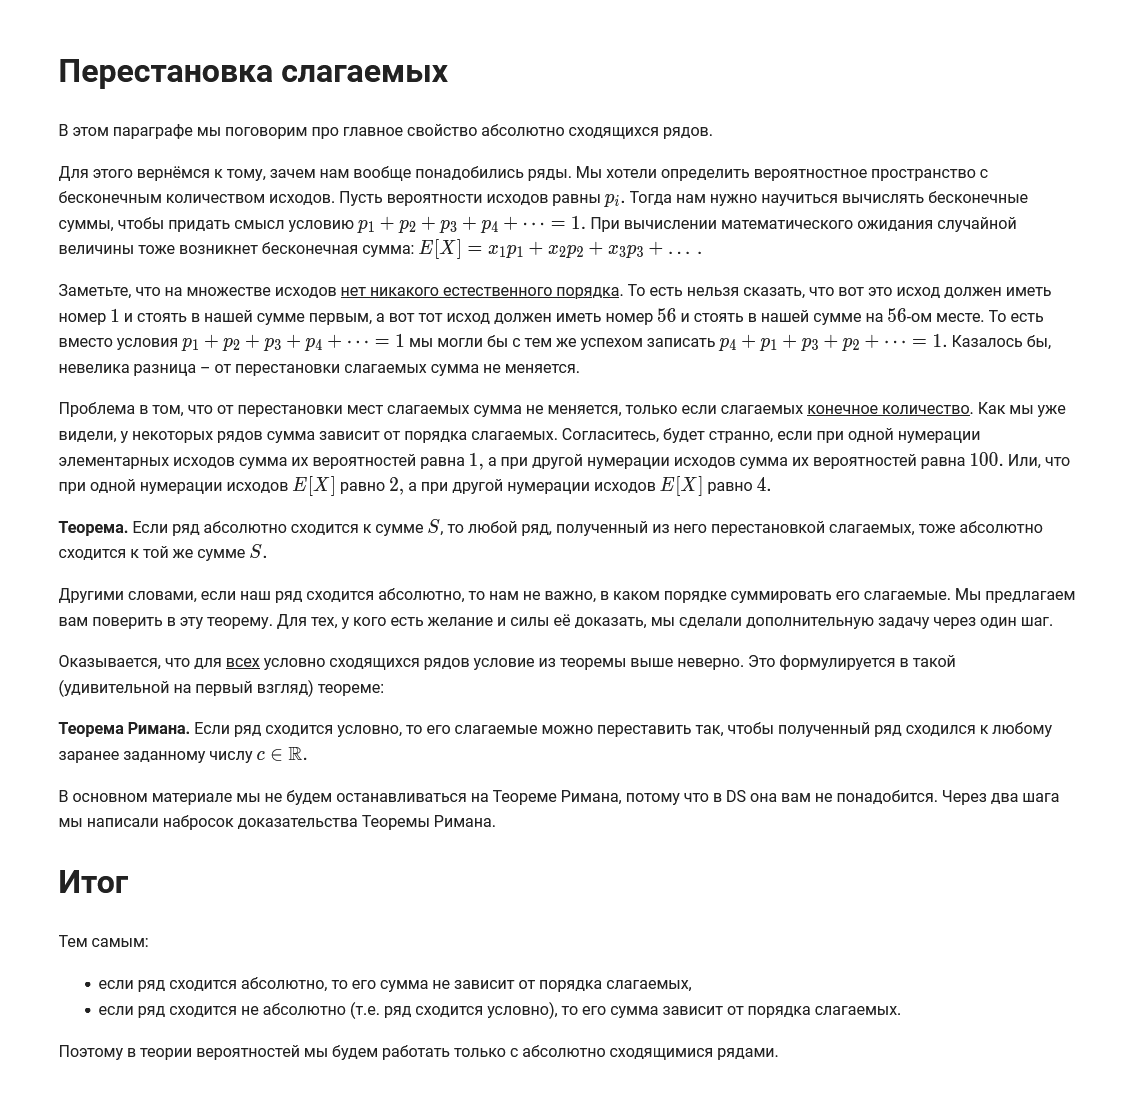 Перестановка слагаемых
В этом параграфе мы поговорим про главное свойство абсолютно сходящихся рядов.
Для этого вернёмся к тому, зачем нам вообще понадобились ряды. Мы хотели определить вероятностное пространство с
бесконечным количеством исходов. Пусть вероятности исходов равны p_i. Тогда нам нужно научиться вычислять бесконечные
суммы, чтобы придать смысл условию p_1 + p_2 + p_3 + p_4 + ⋯ = 1. При вычислении математического ожидания случайной
величины тоже возникнет бесконечная сумма: E[X] = x_1p_1 + x_2p_2 + x_3p_3 + … .
Заметьте, что на множестве исходов нет никакого естественного порядка. То есть нельзя сказать, что вот это исход должен иметь
номер 1 и стоять в нашей сумме первым, а вот тот исход должен иметь номер 56 и стоять в нашей сумме на 56-ом месте. То есть
вместо условия p_1 + p_2 + p_3 + p_4 + ⋯ = 1 мы могли бы с тем же успехом записать p_4 + p_1 + p_3 + p_2 + ⋯ = 1. Казалось бы,
невелика разница – от перестановки слагаемых сумма не меняется.
Проблема в том, что от перестановки мест слагаемых сумма не меняется, только если слагаемых конечное количество. Как мы уже
видели, у некоторых рядов сумма зависит от порядка слагаемых. Согласитесь, будет странно, если при одной нумерации
элементарных исходов сумма их вероятностей равна 1, а при другой нумерации исходов сумма их вероятностей равна 100. Или, что
при одной нумерации исходов E[X] равно 2, а при другой нумерации исходов E[X] равно 4.
Теорема. Если ряд абсолютно сходится к сумме S, то любой ряд, полученный из него перестановкой слагаемых, тоже абсолютно
сходится к той же сумме S.
Другими словами, если наш ряд сходится абсолютно, то нам не важно, в каком порядке суммировать его слагаемые. Мы предлагаем
вам поверить в эту теорему. Для тех, у кого есть желание и силы её доказать, мы сделали дополнительную задачу через один шаг.
Оказывается, что для всех условно сходящихся рядов условие из теоремы выше неверно. Это формулируется в такой
(удивительной на первый взгляд) теореме:
Теорема Римана. Если ряд сходится условно, то его слагаемые можно переставить так, чтобы полученный ряд сходился к любому
заранее заданному числу c ∈ ℝ.
В основном материале мы не будем останавливаться на Теореме Римана, потому что в DS она вам не понадобится. Через два шага
мы написали набросок доказательства Теоремы Римана.
Итог
Тем самым:
• если ряд сходится абсолютно, то его сумма не зависит от порядка слагаемых,
• если ряд сходится не абсолютно (т.е. ряд сходится условно), то его сумма зависит от порядка слагаемых.
Поэтому в теории вероятностей мы будем работать только с абсолютно сходящимися рядами.